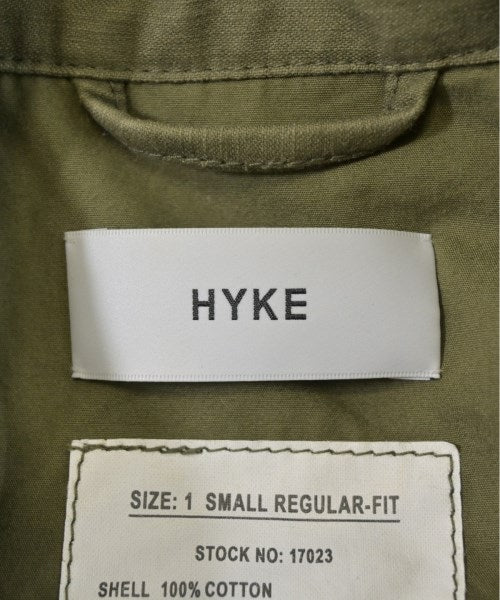 HYKE
SIZE: 1 SMALL REGULAR-FIT
STOCK NO: 17023
SHELL 100% COTTON